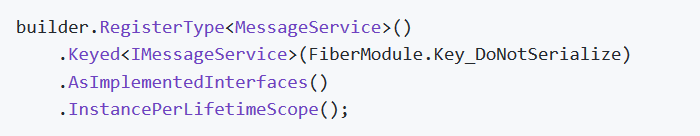 builder.RegisterType<MessageService>()
    .Keyed<IMessageService>(FiberModule.Key_DoNotSerialize)
    .AsImplementedInterfaces()
    .InstancePerLifetimeScope();